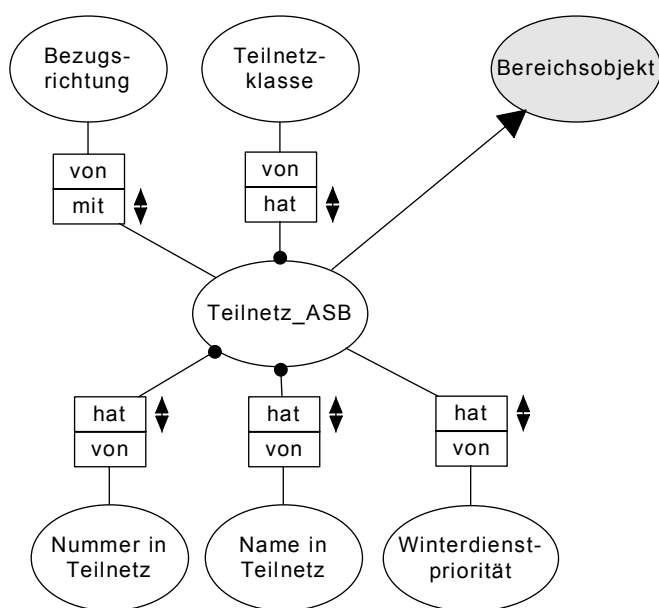 Bezugs-
richtung
Teilnetz-
klasse
Bereichsobjekt
von
mit
von
hat
Teilnetz_ASB
hat
von
hat
von
hat
von
Nummer in
Teilnetz
Name in
Teilnetz
Winterdienst-
priorität